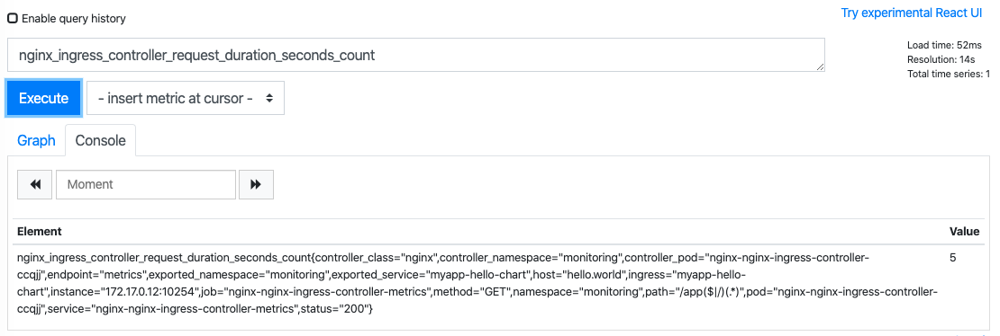 Enable query history
Try experimental React UI
nginx_ingress_controller_request_duration_seconds_count
Load time: 52ms
Resolution: 14s
Total time series: 1
Execute
- insert metric at cursor -
Graph
Console
Moment
Element
Value
nginx_ingress_controller_request_duration_seconds_count{controller_class="nginx",controller_namespace="monitoring",controller_pod="nginx-nginx-ingress-controller-
5
ccqjj",endpoint="metrics",exported_namespace="monitoring",exported_service="myapp-hello-chart",host="hello.world",ingress="myapp-hello-
chart",instance="172.17.0.12:10254",job="nginx-nginx-ingress-controller-metrics",method="GET",namespace="monitoring",path="/app($|/)(.*)",pod="nginx-nginx-ingress-controller-
ccqjj",service="nginx-nginx-ingress-controller-metrics",status="200"}